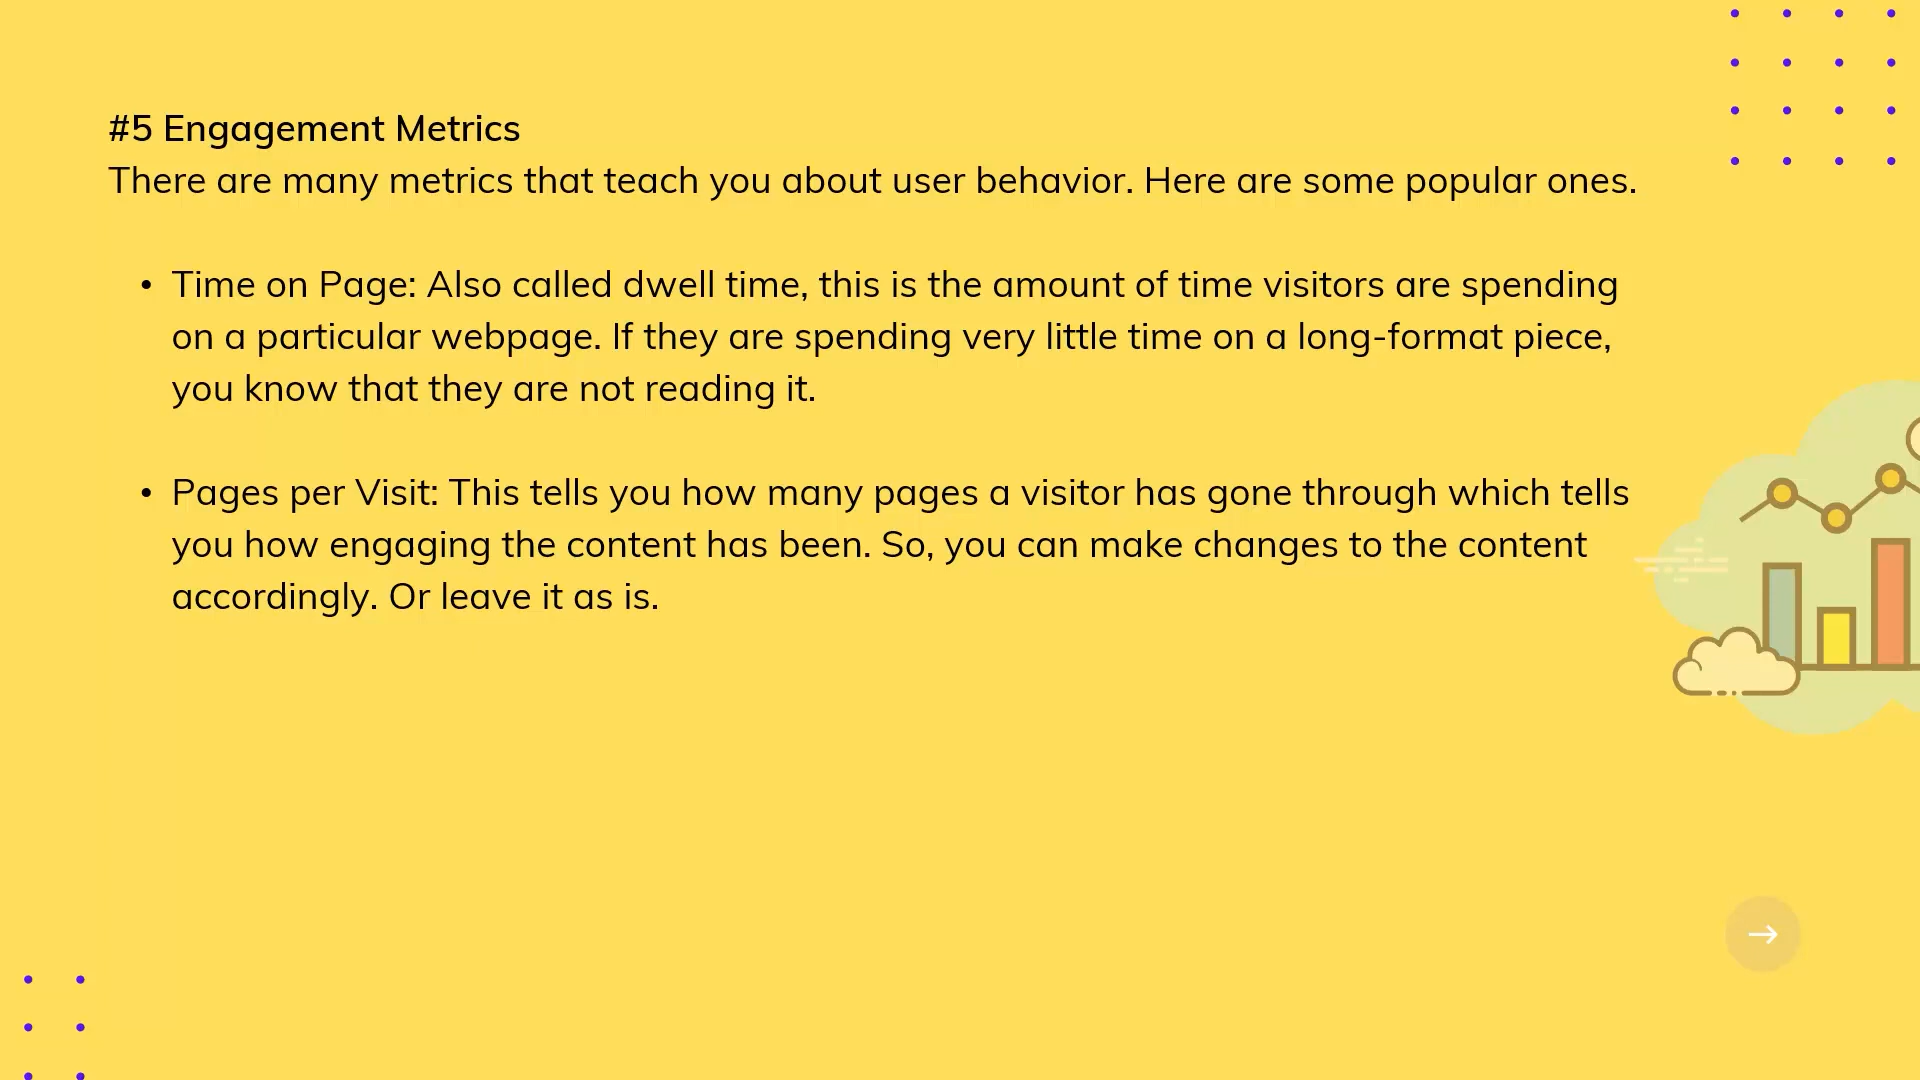 #5 Engagement Metrics
There are many metrics that teach you about user behavior. Here are some popular ones.
• Time on Page: Also called dwell time, this is the amount of time visitors are spending
on a particular webpage. If they are spending very little time on a long-format piece,
you know that they are not reading it.
• Pages per Visit: This tells you how many pages a visitor has gone through which tells
you how engaging the content has been. So, you can make changes to the content
accordingly. Or leave it as is.